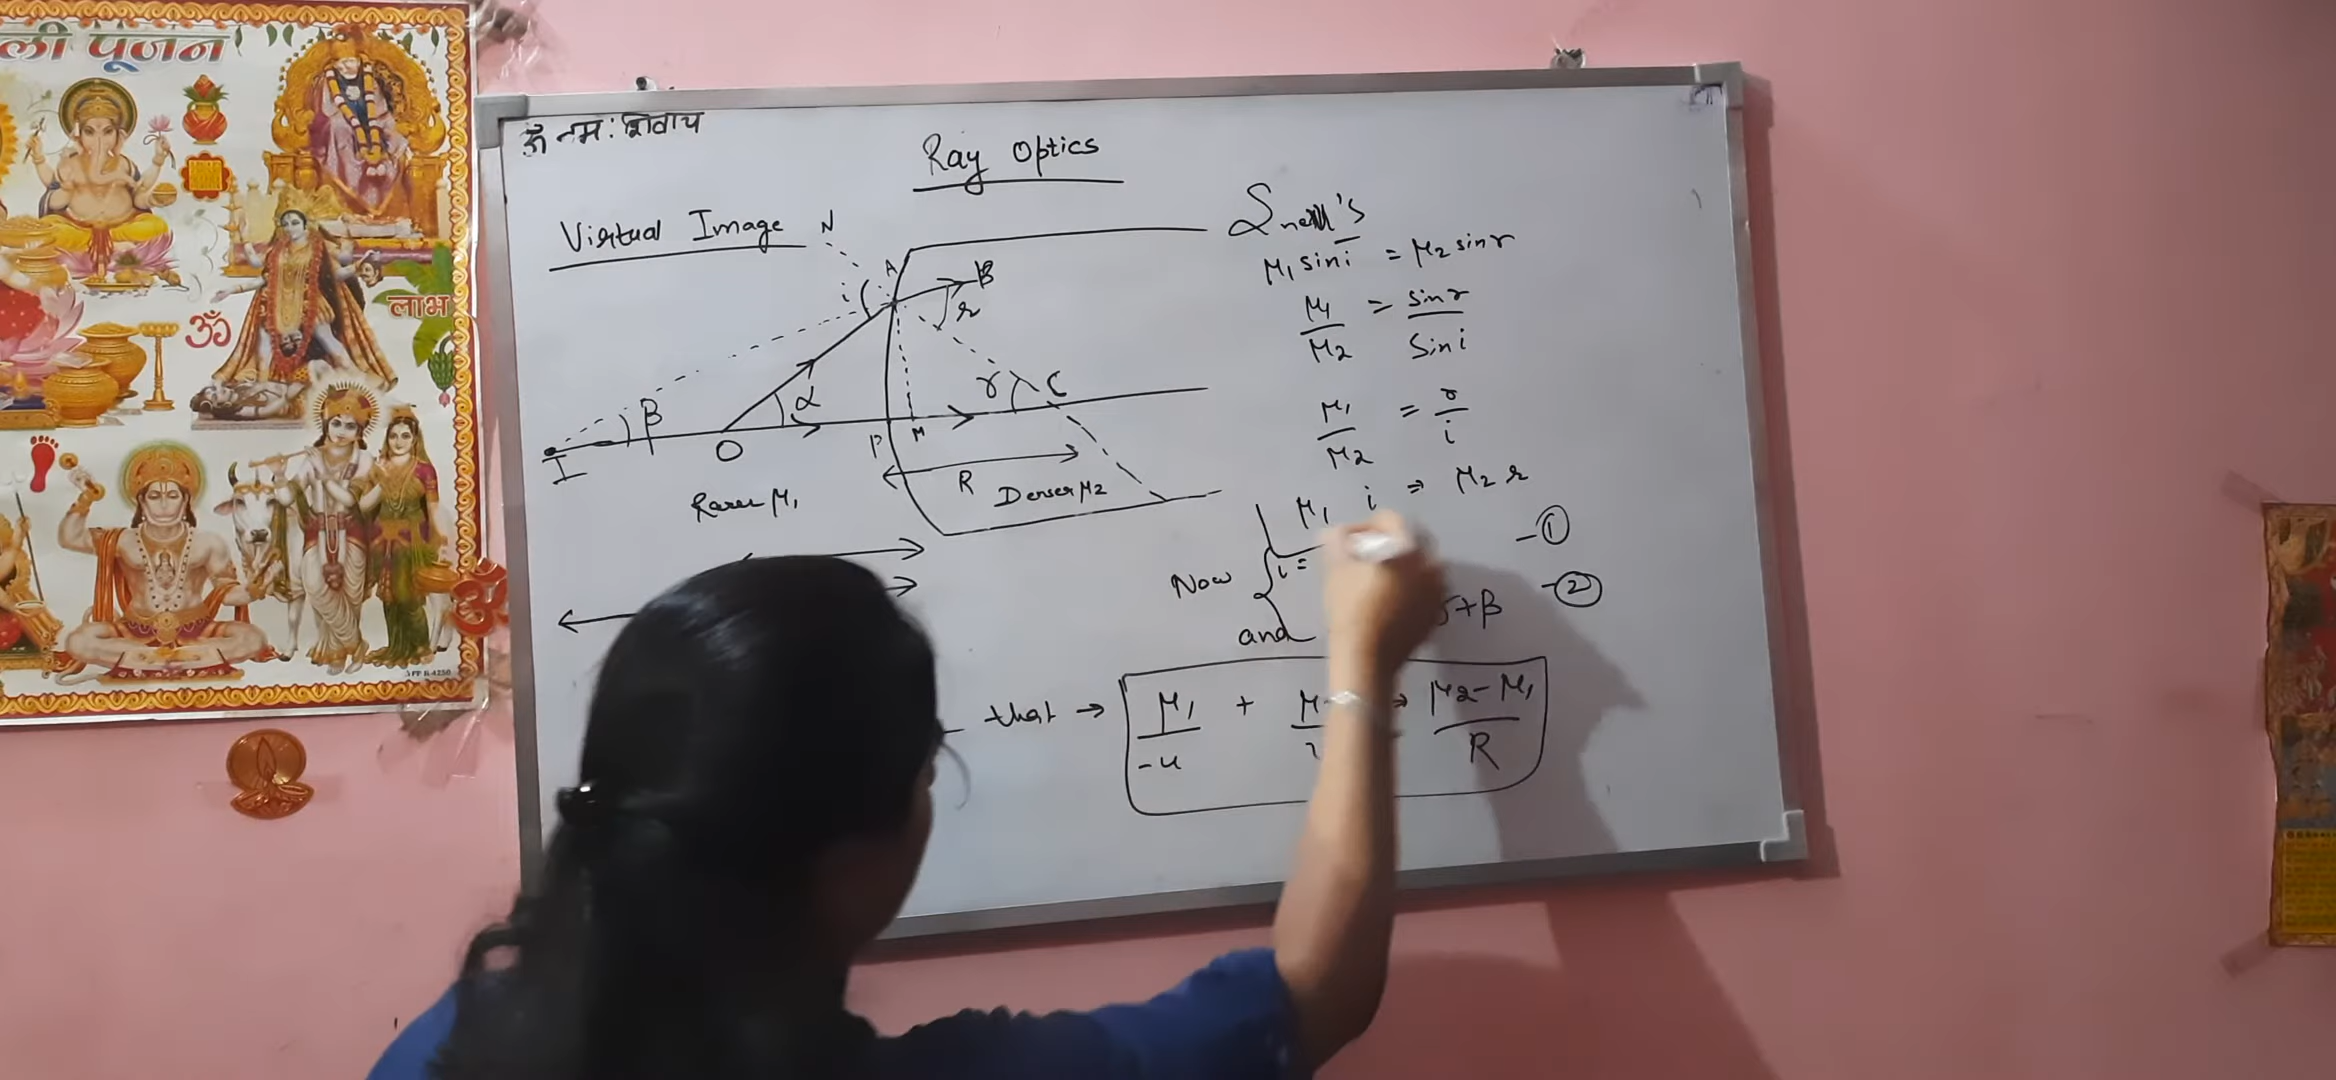 ली पूजन
लाभ
ॐ
ॐ नम: शिवाय
Ray Optics
Virtual Image
N
A
B
i
r
β
α
γ
C
I
O
P
M
R
Rarer μ₁
Denser μ₂
Snell's
μ₁ sin i = μ₂ sin r
μ₁/μ₂ = sin r/sin i
μ₁/μ₂ = r/i
μ₁ i ⇒ μ₂ r
-①
Now i =
-②
and γ+β
that → μ₁/-u + μ ⇒ μ₂-μ₁/R